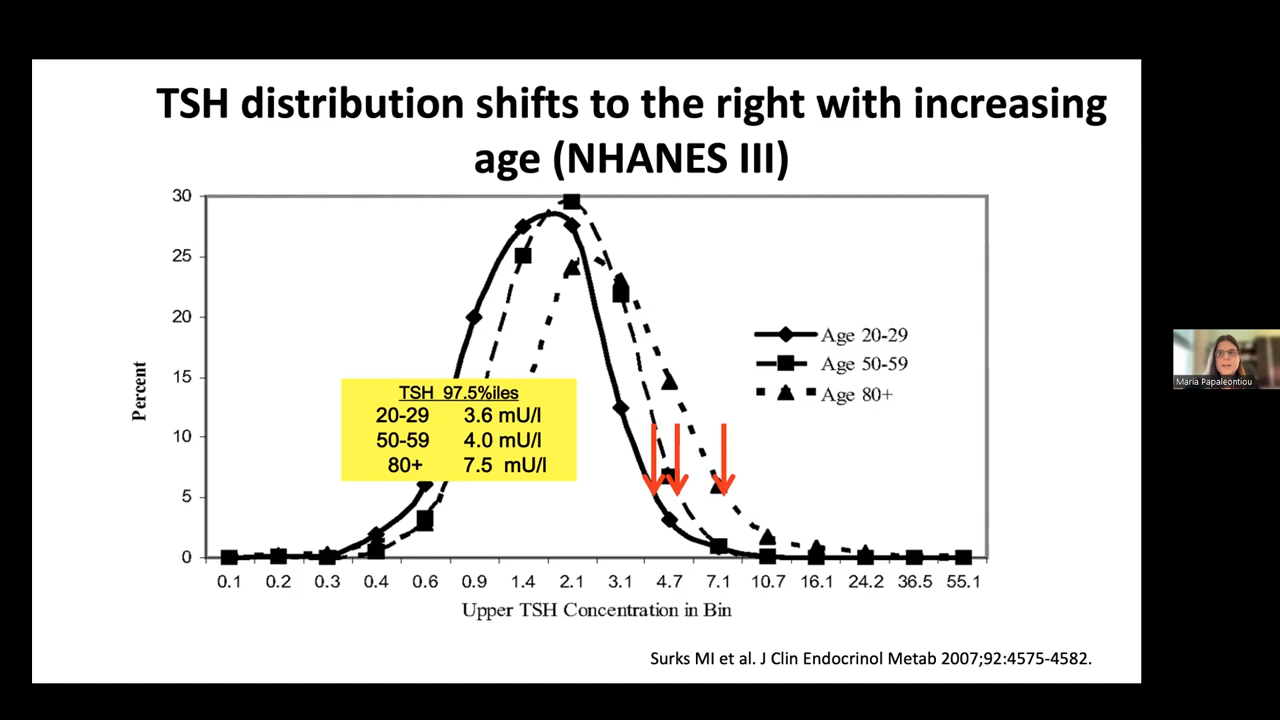 TSH distribution shifts to the right with increasing
age (NHANES III)
30
25
20
15
10
5
0
Percent
TSH 97.5%iles
20-29 3.6 mU/l
50-59 4.0 mU/l
80+ 7.5 mU/l
Age 20-29
Age 50-59
Age 80+
0.1 0.2 0.3 0.4 0.6 0.9 1.4 2.1 3.1 4.7 7.1 10.7 16.1 24.2 36.5 55.1
Upper TSH Concentration in Bin
Surks MI et al. J Clin Endocrinol Metab 2007;92:4575-4582.
Maria Papaleontiou